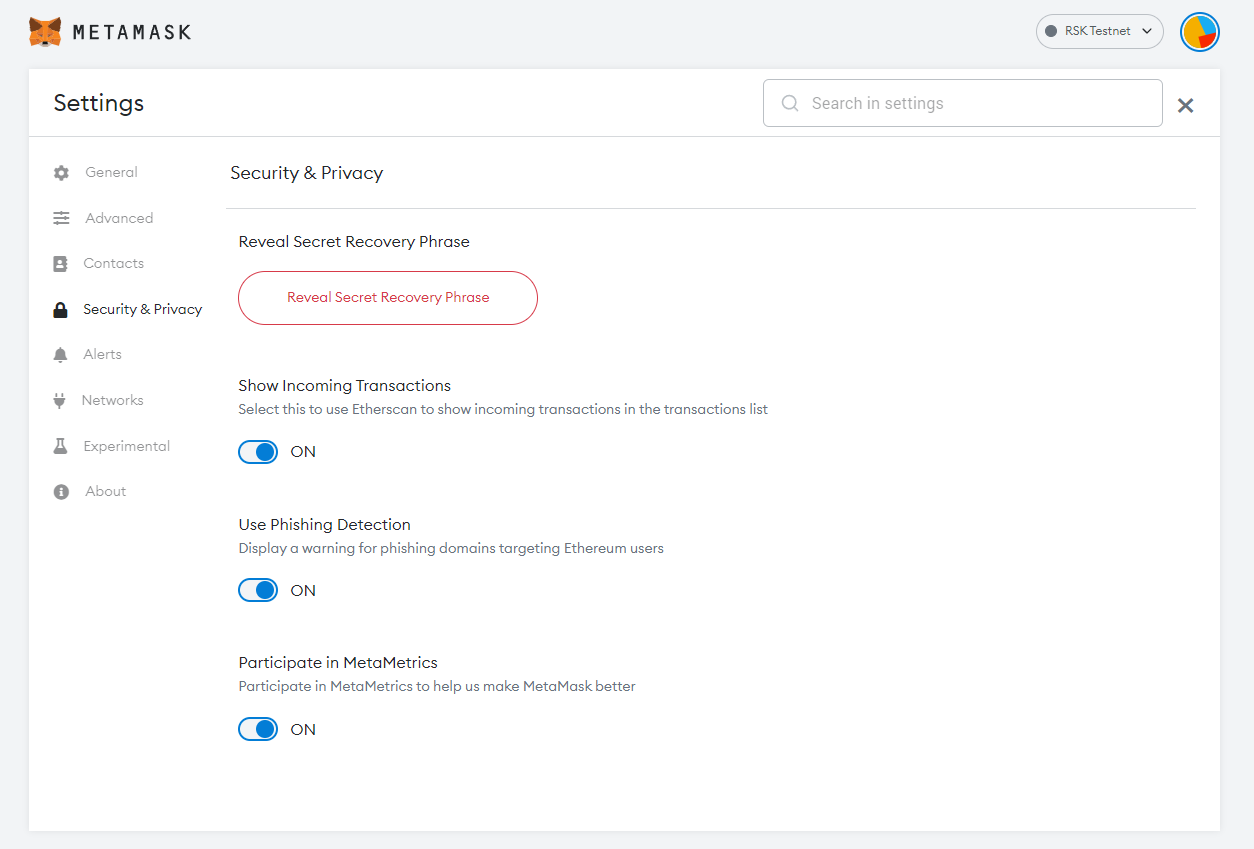 METAMASK
RSK Testnet
Settings
Search in settings
General
Advanced
Contacts
Security & Privacy
Alerts
Networks
Experimental
About
Security & Privacy
Reveal Secret Recovery Phrase
Reveal Secret Recovery Phrase
Show Incoming Transactions
Select this to use Etherscan to show incoming transactions in the transactions list
ON
Use Phishing Detection
Display a warning for phishing domains targeting Ethereum users
ON
Participate in MetaMetrics
Participate in MetaMetrics to help us make MetaMask better
ON